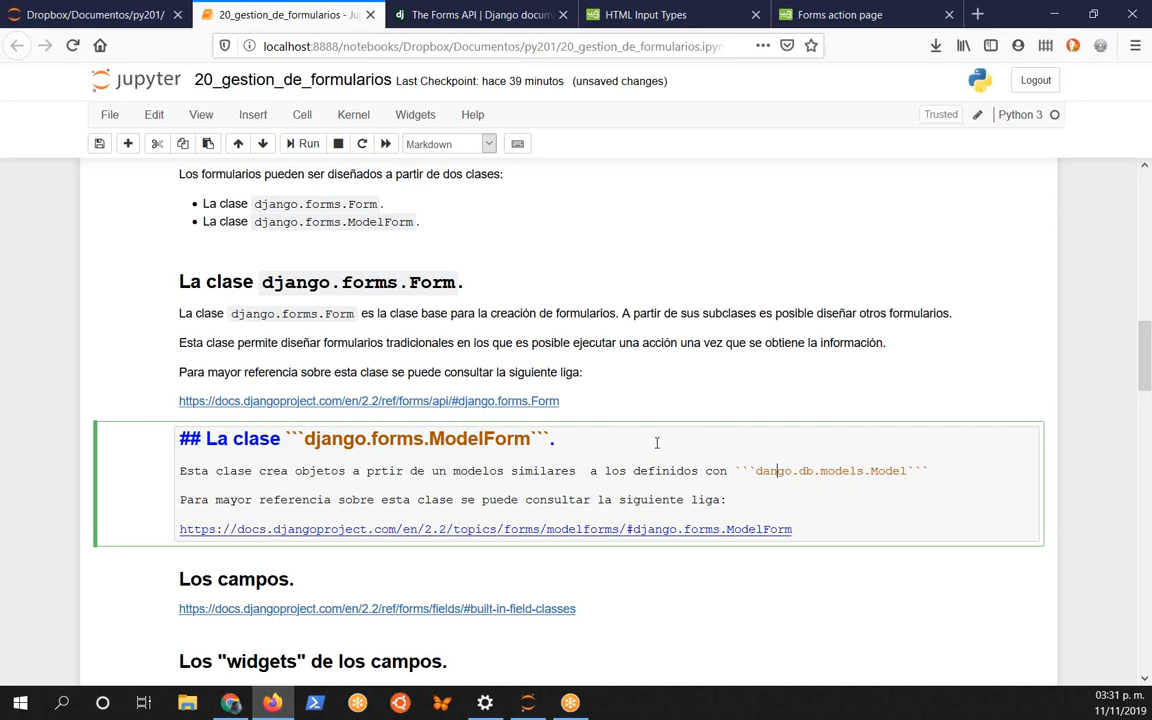 Dropbox/Documentos/py201/
20_gestion_de_formularios - Ju
The Forms API | Django docum
HTML Input Types
Forms action page
localhost:8888/notebooks/Dropbox/Documentos/py201/20_gestion_de_formularios.ipyn
jupyter 20_gestion_de_formularios Last Checkpoint: hace 39 minutos (unsaved changes)
Logout
File Edit View Insert Cell Kernel Widgets Help
Trusted Python 3
Run Markdown
Los formularios pueden ser diseñados a partir de dos clases:
• La clase django.forms.Form.
• La clase django.forms.ModelForm.
La clase django.forms.Form.
La clase django.forms.Form es la clase base para la creación de formularios. A partir de sus subclases es posible diseñar otros formularios.
Esta clase permite diseñar formularios tradicionales en los que es posible ejecutar una acción una vez que se obtiene la información.
Para mayor referencia sobre esta clase se puede consultar la siguiente liga:
https://docs.djangoproject.com/en/2.2/ref/forms/api/#django.forms.Form
## La clase ```django.forms.ModelForm```.
Esta clase crea objetos a prtir de un modelos similares  a los definidos con ```dango.db.models.Model```
Para mayor referencia sobre esta clase se puede consultar la siguiente liga:
https://docs.djangoproject.com/en/2.2/topics/forms/modelforms/#django.forms.ModelForm
Los campos.
https://docs.djangoproject.com/en/2.2/ref/forms/fields/#built-in-field-classes
Los "widgets" de los campos.
03:31 p. m.
11/11/2019